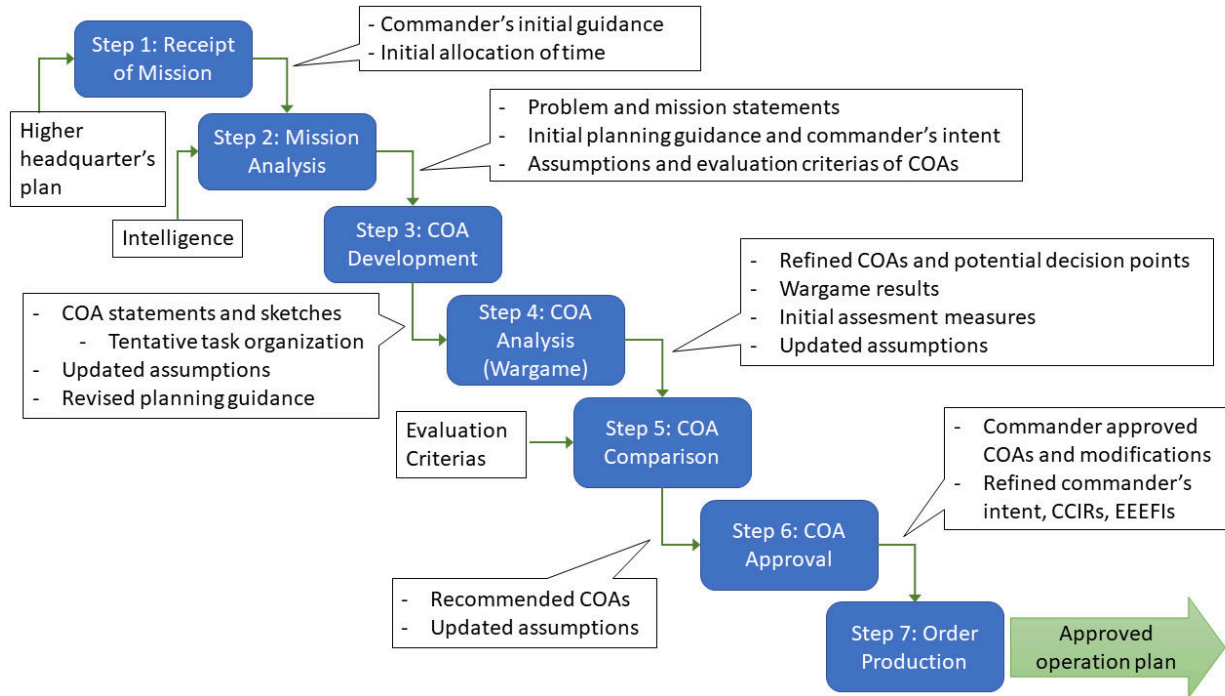 Step 1: Receipt
of Mission
- Commander's initial guidance
- Initial allocation of time
Higher
headquarter's
plan
Step 2: Mission
Analysis
- Problem and mission statements
- Initial planning guidance and commander's intent
- Assumptions and evaluation criterias of COAs
Intelligence
Step 3: COA
Development
- COA statements and sketches
- Tentative task organization
- Updated assumptions
- Revised planning guidance
Step 4: COA
Analysis
(Wargame)
- Refined COAs and potential decision points
- Wargame results
- Initial assesment measures
- Updated assumptions
Evaluation
Criterias
Step 5: COA
Comparison
- Commander approved
COAs and modifications
- Refined commander's
intent, CCIRs, EEEFIs
Step 6: COA
Approval
- Recommended COAs
- Updated assumptions
Step 7: Order
Production
Approved
operation plan